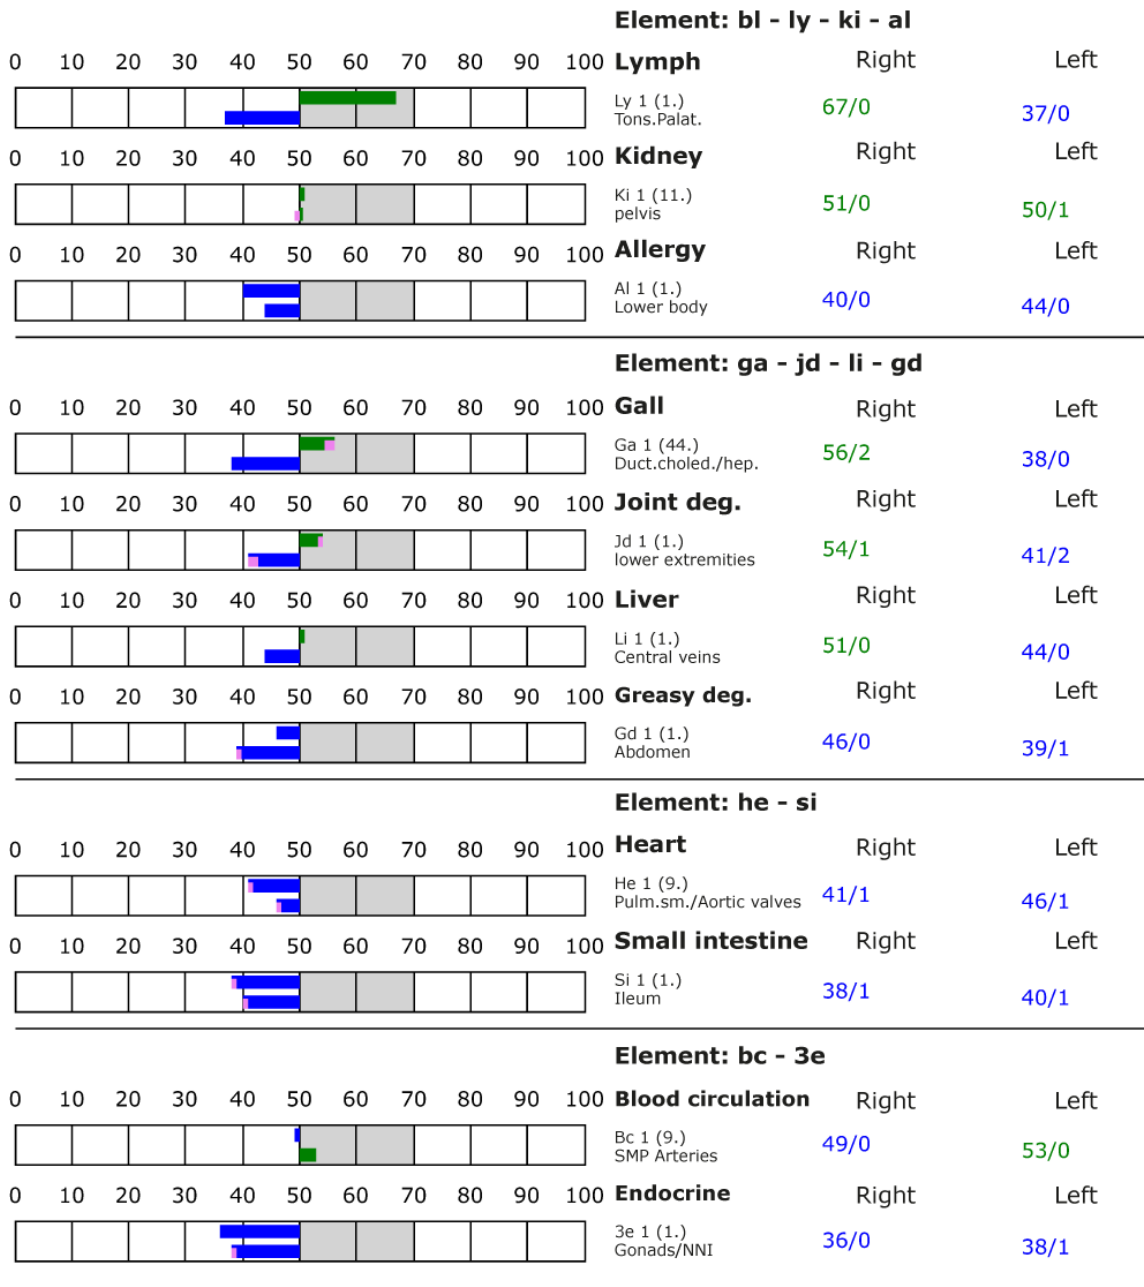 Element: bl - ly - ki - al
0 10 20 30 40 50 60 70 80 90 100 Lymph Right Left
Ly 1 (1.) 67/0 37/0
Tons.Palat.
0 10 20 30 40 50 60 70 80 90 100 Kidney Right Left
Ki 1 (11.) 51/0 50/1
pelvis
0 10 20 30 40 50 60 70 80 90 100 Allergy Right Left
Al 1 (1.) 40/0 44/0
Lower body
Element: ga - jd - li - gd
0 10 20 30 40 50 60 70 80 90 100 Gall Right Left
Ga 1 (44.) 56/2 38/0
Duct.choled./hep.
0 10 20 30 40 50 60 70 80 90 100 Joint deg. Right Left
Jd 1 (1.) 54/1 41/2
lower extremities
0 10 20 30 40 50 60 70 80 90 100 Liver Right Left
Li 1 (1.) 51/0 44/0
Central veins
0 10 20 30 40 50 60 70 80 90 100 Greasy deg. Right Left
Gd 1 (1.) 46/0 39/1
Abdomen
Element: he - si
0 10 20 30 40 50 60 70 80 90 100 Heart Right Left
He 1 (9.) 41/1 46/1
Pulm.sm./Aortic valves
0 10 20 30 40 50 60 70 80 90 100 Small intestine Right Left
Si 1 (1.) 38/1 40/1
Ileum
Element: bc - 3e
0 10 20 30 40 50 60 70 80 90 100 Blood circulation Right Left
Bc 1 (9.) 49/0 53/0
SMP Arteries
0 10 20 30 40 50 60 70 80 90 100 Endocrine Right Left
3e 1 (1.) 36/0 38/1
Gonads/NNI